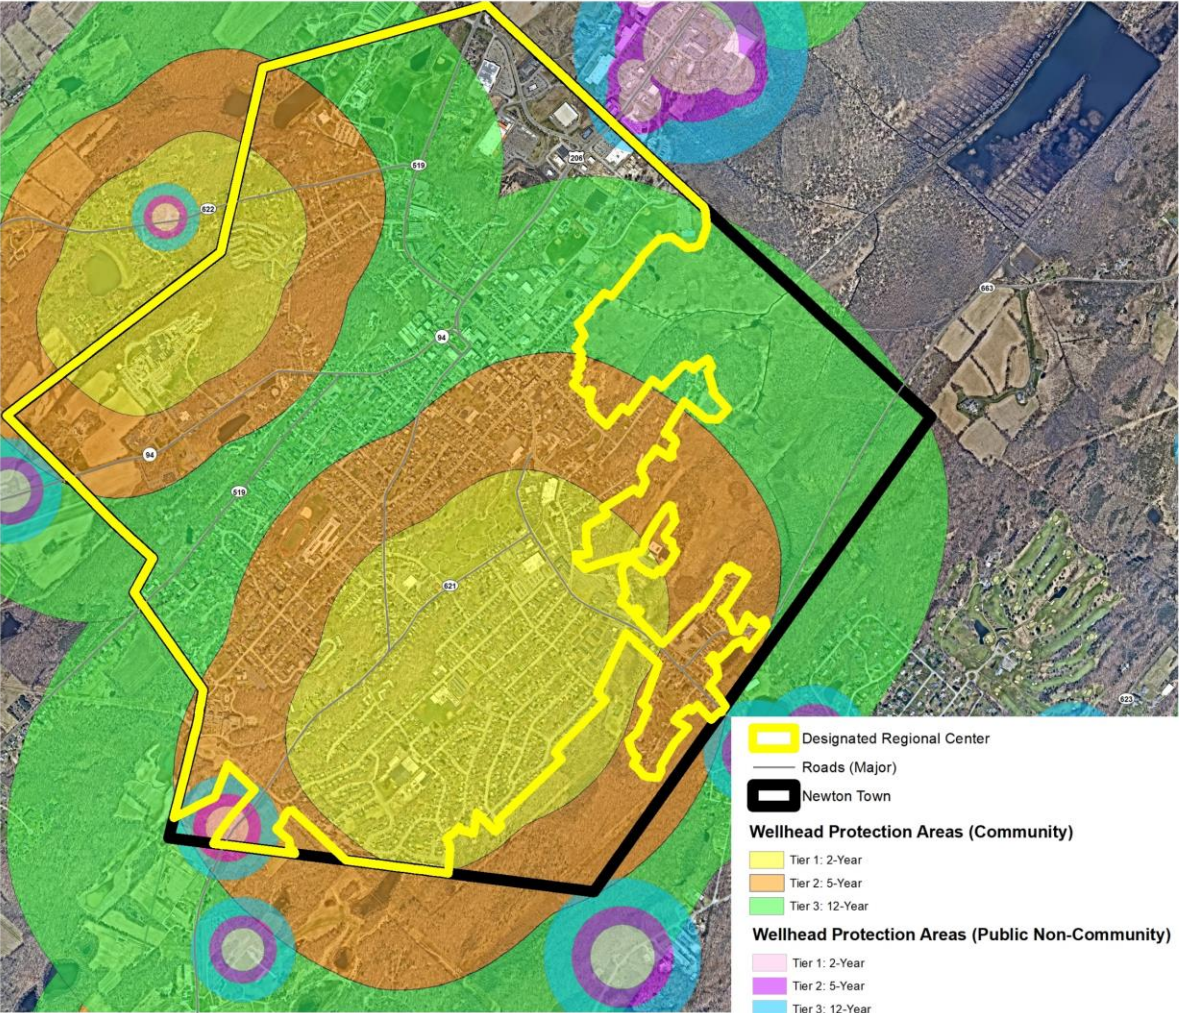 206
519
622
663
94
94
519
621
623
Designated Regional Center
Roads (Major)
Newton Town
Wellhead Protection Areas (Community)
Tier 1: 2-Year
Tier 2: 5-Year
Tier 3: 12-Year
Wellhead Protection Areas (Public Non-Community)
Tier 1: 2-Year
Tier 2: 5-Year
Tier 3: 12-Year